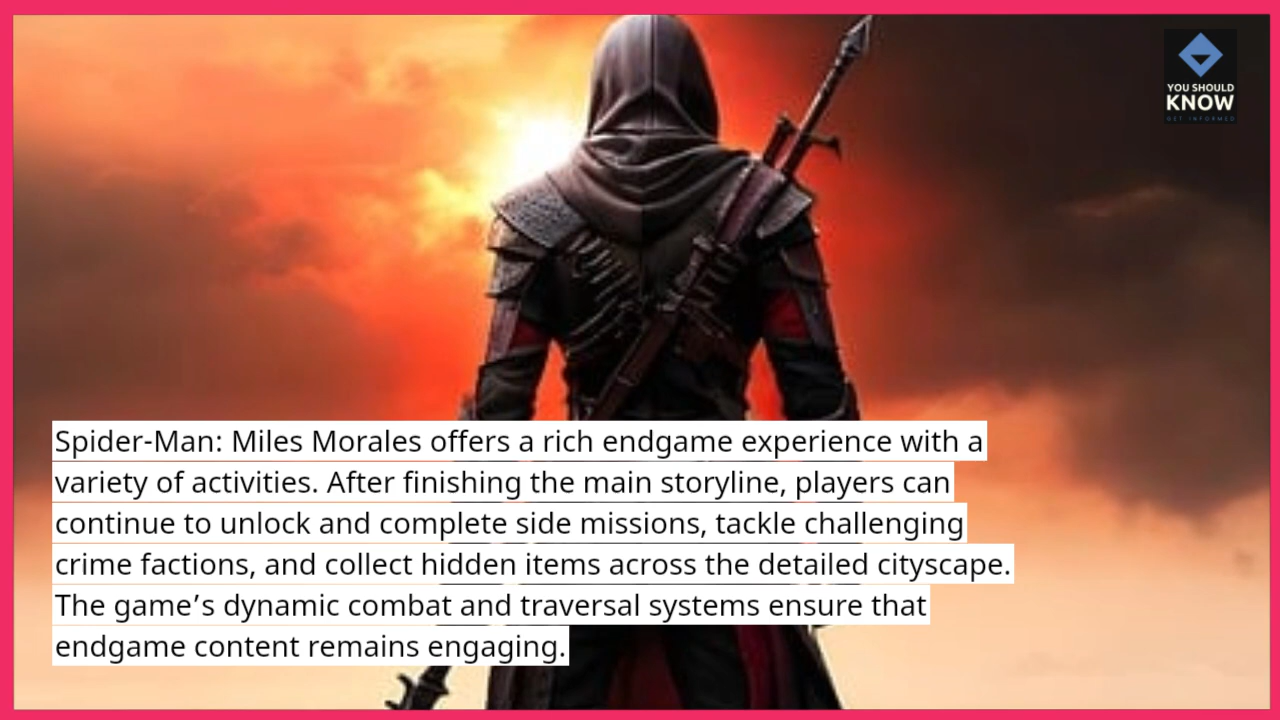 YOU SHOULD
KNOW
GET INFORMED
Spider-Man: Miles Morales offers a rich endgame experience with a
variety of activities. After finishing the main storyline, players can
continue to unlock and complete side missions, tackle challenging
crime factions, and collect hidden items across the detailed cityscape.
The game’s dynamic combat and traversal systems ensure that
endgame content remains engaging.